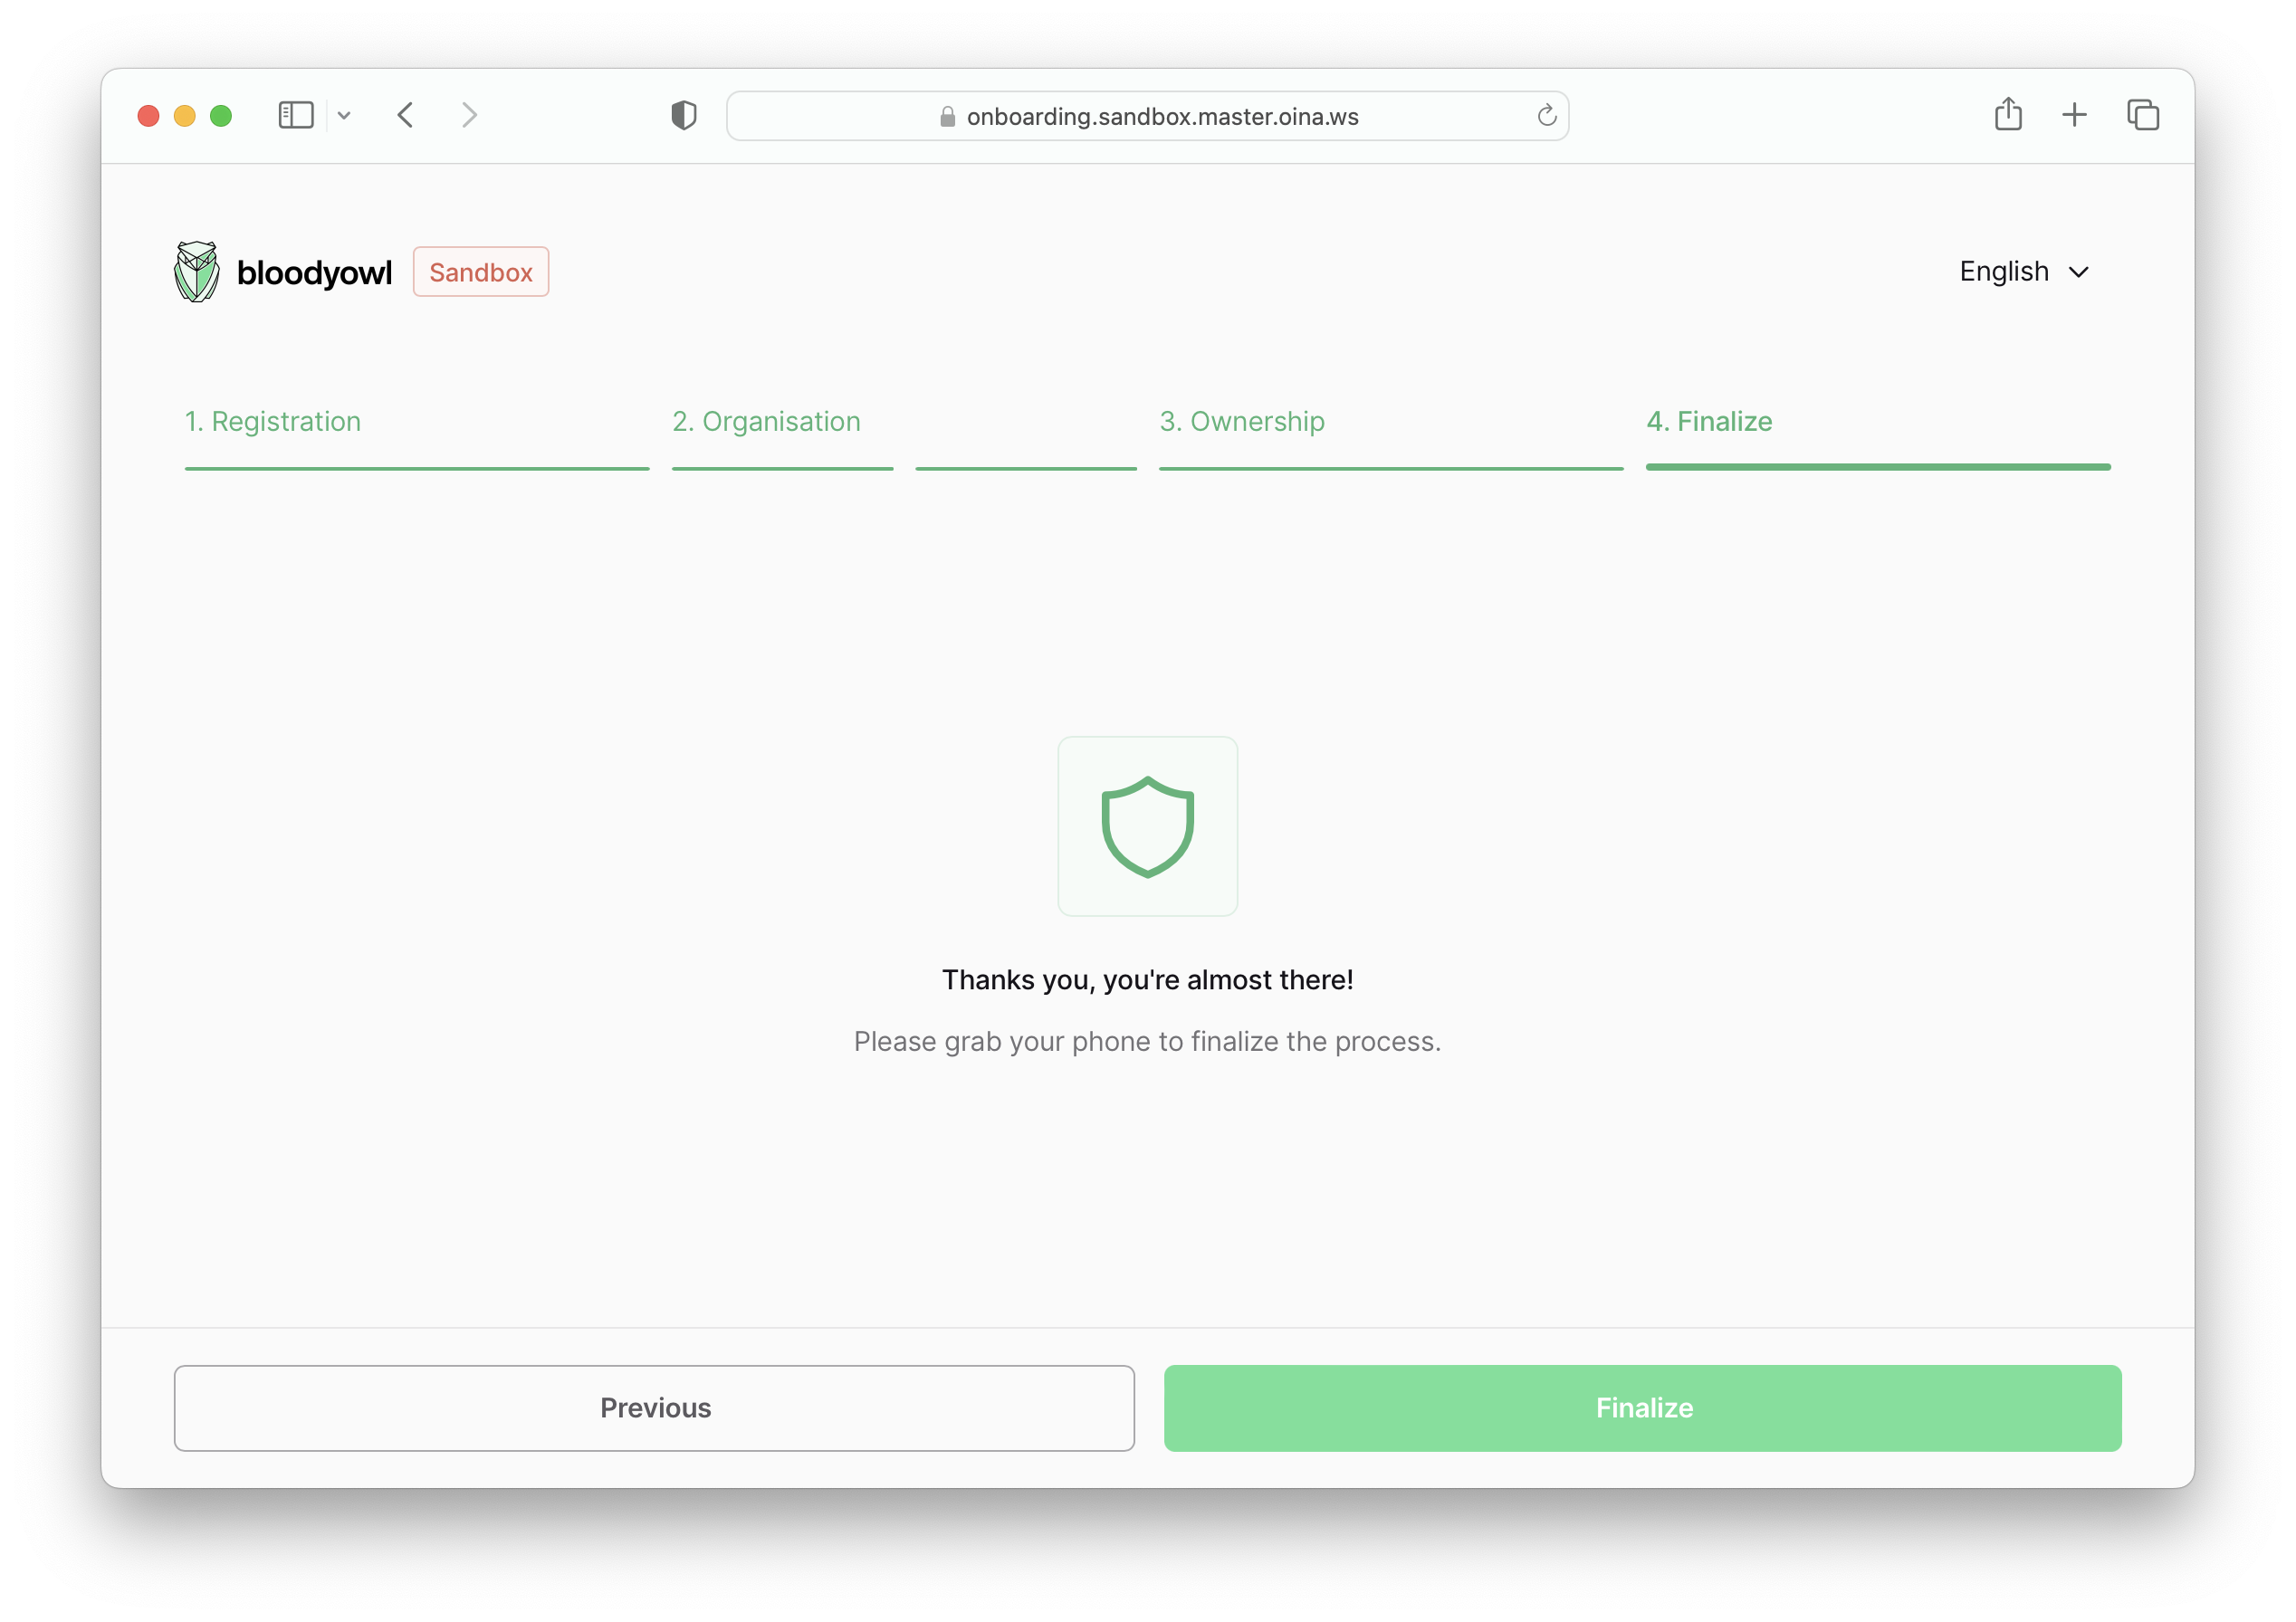 onboarding.sandbox.master.oina.ws
bloodyowl Sandbox English
1. Registration 2. Organisation 3. Ownership 4. Finalize
Thanks you, you're almost there!
Please grab your phone to finalize the process.
Previous Finalize